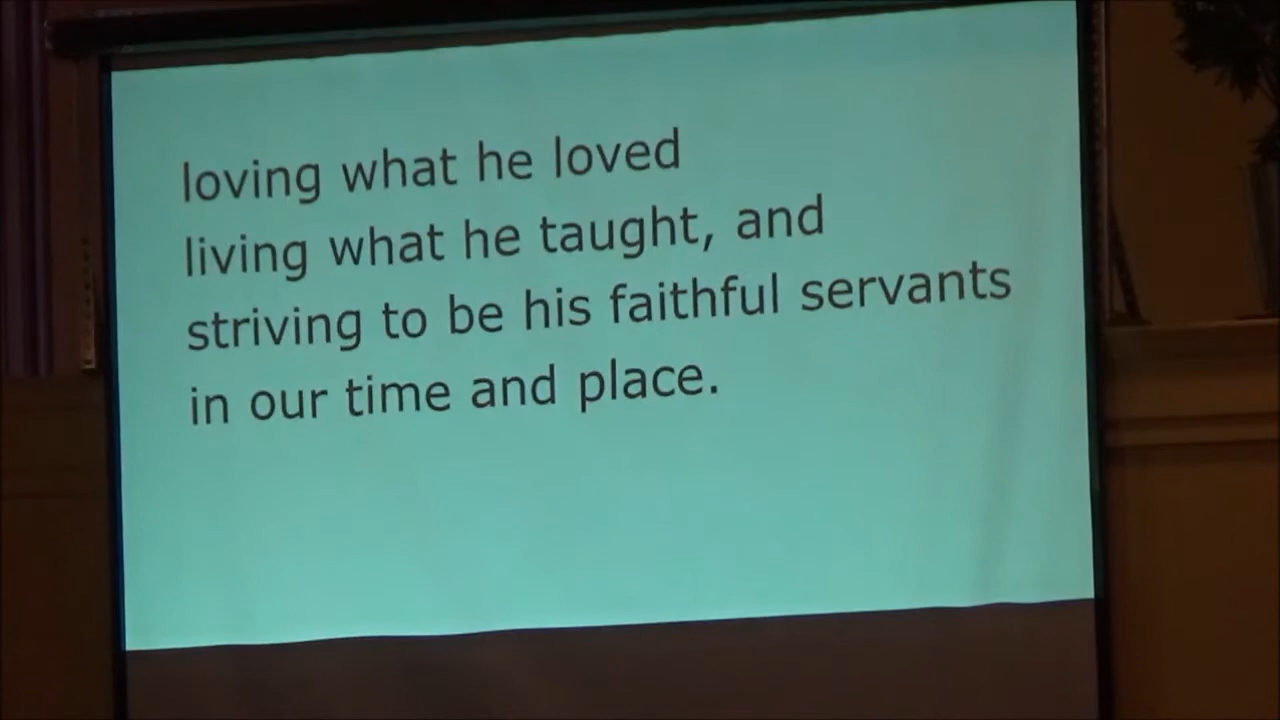 loving what he loved
living what he taught, and
striving to be his faithful servants
in our time and place.